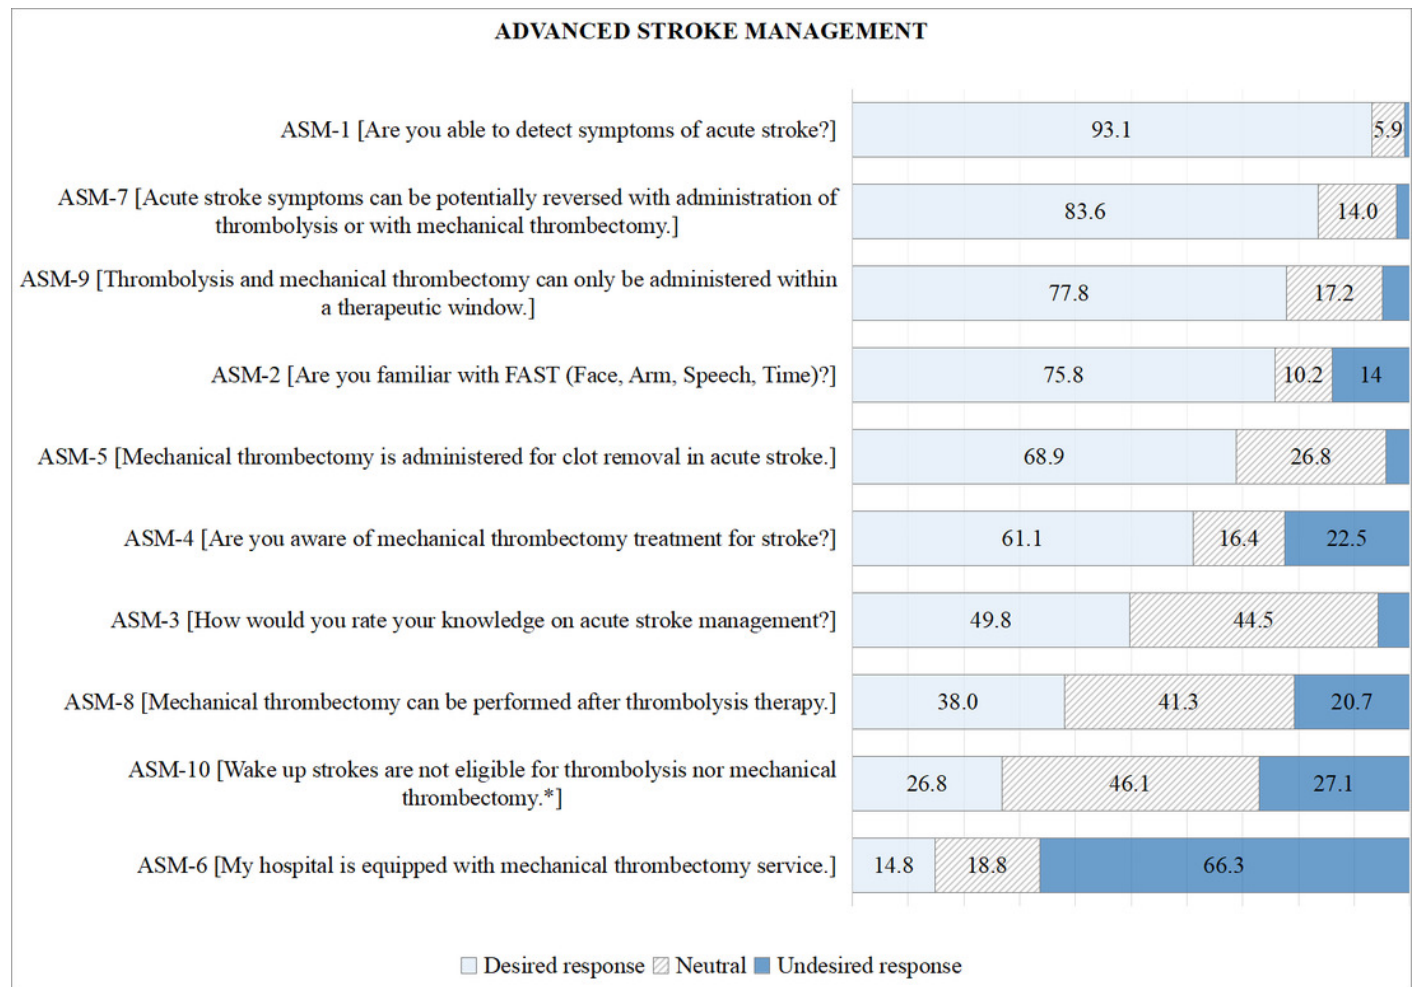 ADVANCED STROKE MANAGEMENT
ASM-1 [Are you able to detect symptoms of acute stroke?]
93.1
5.9
ASM-7 [Acute stroke symptoms can be potentially reversed with administration of
thrombolysis or with mechanical thrombectomy.]
83.6
14.0
ASM-9 [Thrombolysis and mechanical thrombectomy can only be administered within
a therapeutic window.]
77.8
17.2
ASM-2 [Are you familiar with FAST (Face, Arm, Speech, Time)?]
75.8
10.2
14
ASM-5 [Mechanical thrombectomy is administered for clot removal in acute stroke.]
68.9
26.8
ASM-4 [Are you aware of mechanical thrombectomy treatment for stroke?]
61.1
16.4
22.5
ASM-3 [How would you rate your knowledge on acute stroke management?]
49.8
44.5
ASM-8 [Mechanical thrombectomy can be performed after thrombolysis therapy.]
38.0
41.3
20.7
ASM-10 [Wake up strokes are not eligible for thrombolysis nor mechanical
thrombectomy.*]
26.8
46.1
27.1
ASM-6 [My hospital is equipped with mechanical thrombectomy service.]
14.8
18.8
66.3
Desired response
Neutral
Undesired response